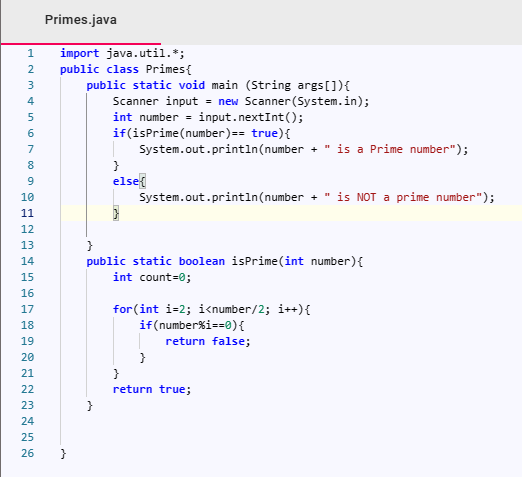 Primes.java
1 import java.util.*;
2 public class Primes{
3     public static void main (String args[]){
4         Scanner input = new Scanner(System.in);
5         int number = input.nextInt();
6         if(isPrime(number)== true){
7             System.out.println(number + " is a Prime number");
8         }
9         else{
10             System.out.println(number + " is NOT a prime number");
11         }
12
13     }
14     public static boolean isPrime(int number){
15         int count=0;
16
17         for(int i=2; i<number/2; i++){
18             if(number%i==0){
19                 return false;
20             }
21         }
22         return true;
23     }
24
25
26 }